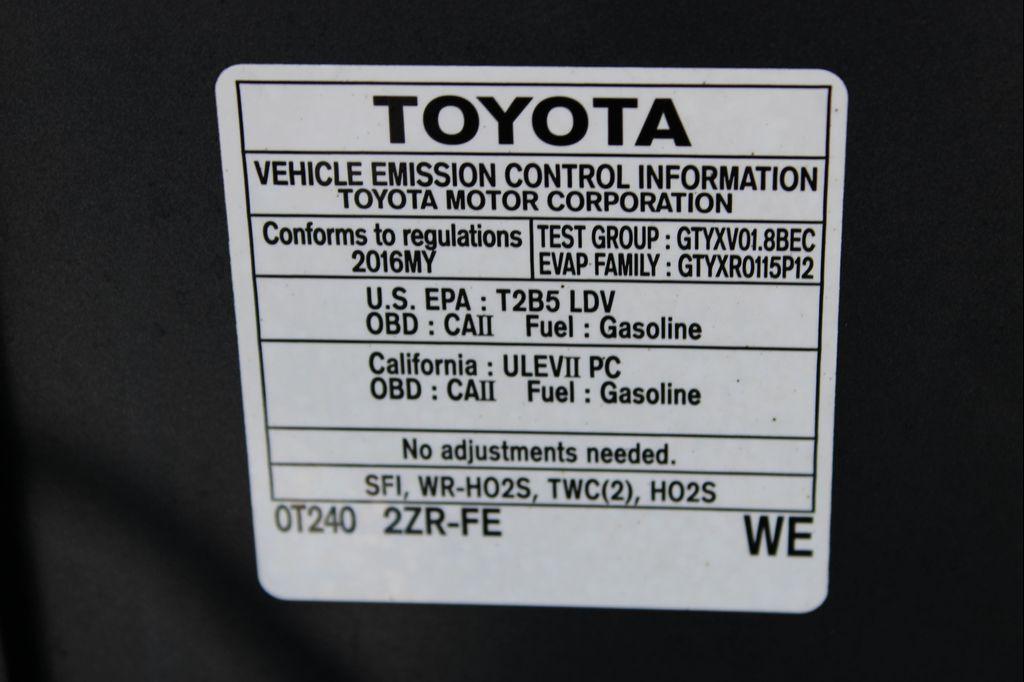 TOYOTA
VEHICLE EMISSION CONTROL INFORMATION
TOYOTA MOTOR CORPORATION
Conforms to regulations
2016MY
TEST GROUP : GTYXV01.8BEC
EVAP FAMILY : GTYXR0115P12
U.S. EPA : T2B5 LDV
OBD : CAII Fuel : Gasoline
California : ULEVII PC
OBD : CAII Fuel : Gasoline
No adjustments needed.
SFI, WR-HO2S, TWC(2), HO2S
0T240 2ZR-FE WE